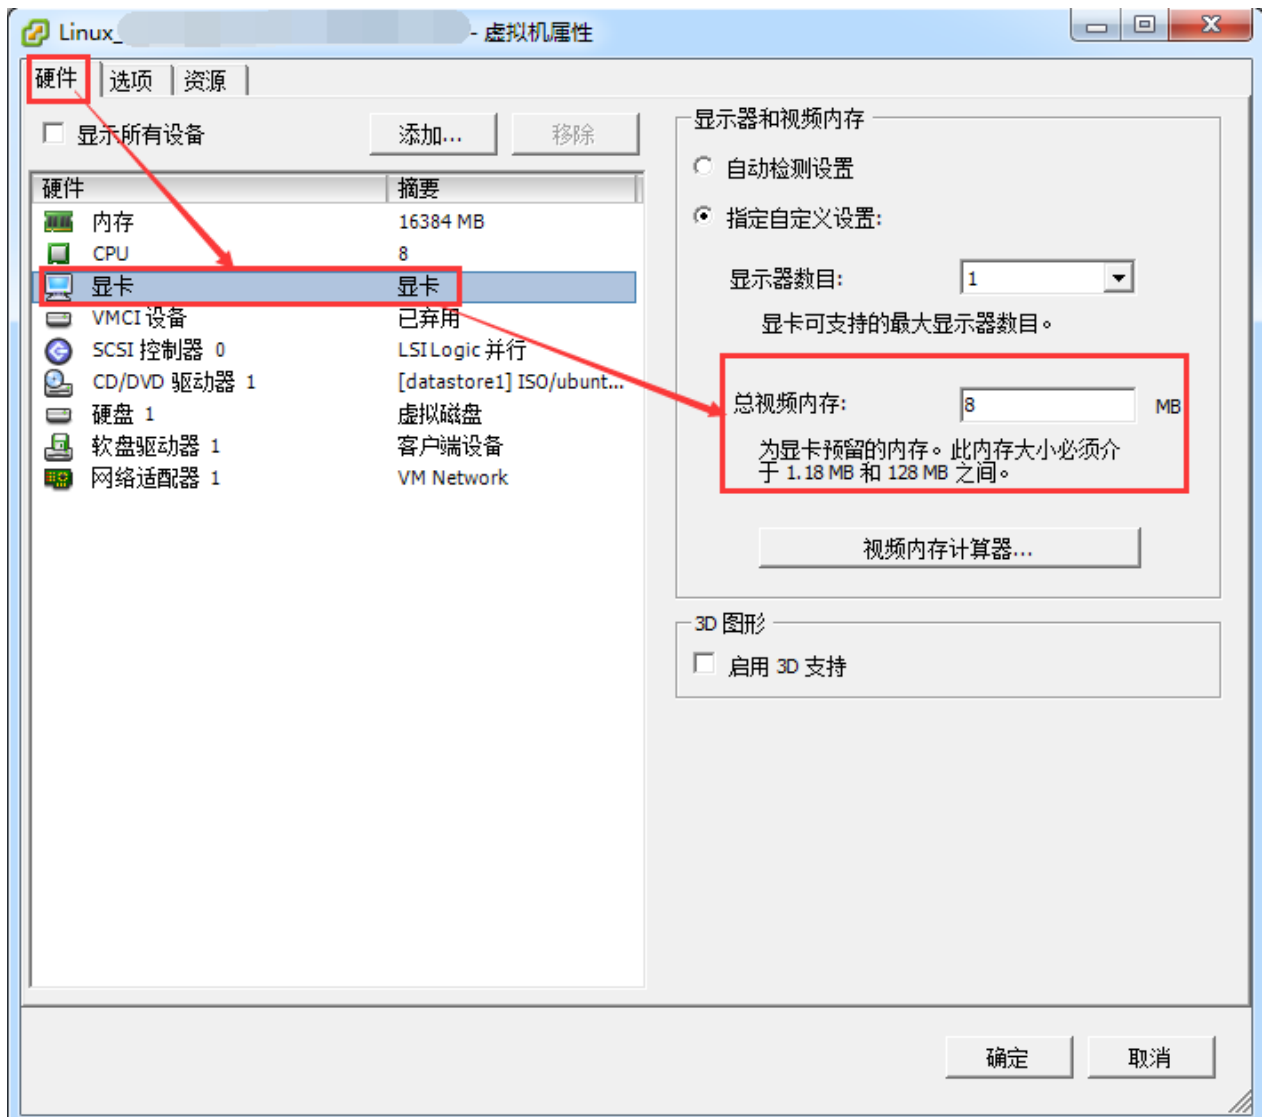 Linux_ - 虚拟机属性
硬件 选项 资源
显示所有设备 添加... 移除
硬件 摘要
内存 16384 MB
CPU 8
显卡 显卡
VMCI 设备 已弃用
SCSI 控制器 0 LSI Logic 并行
CD/DVD 驱动器 1 [datastore1] ISO/ubunt...
硬盘 1 虚拟磁盘
软盘驱动器 1 客户端设备
网络适配器 1 VM Network
显示器和视频内存
自动检测设置
指定自定义设置:
显示器数目: 1
显卡可支持的最大显示器数目。
总视频内存: 8 MB
为显卡预留的内存。此内存大小必须介
于 1.18 MB 和 128 MB 之间。
视频内存计算器...
3D 图形
启用 3D 支持
确定 取消